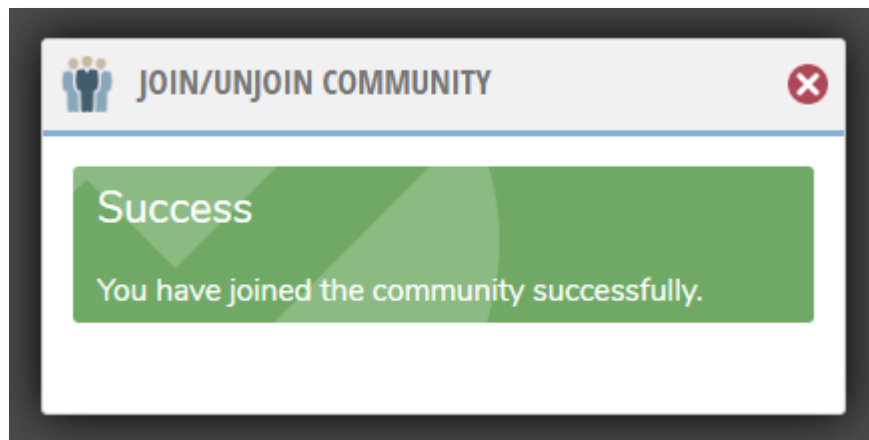 JOIN/UNJOIN COMMUNITY
Success
You have joined the community successfully.